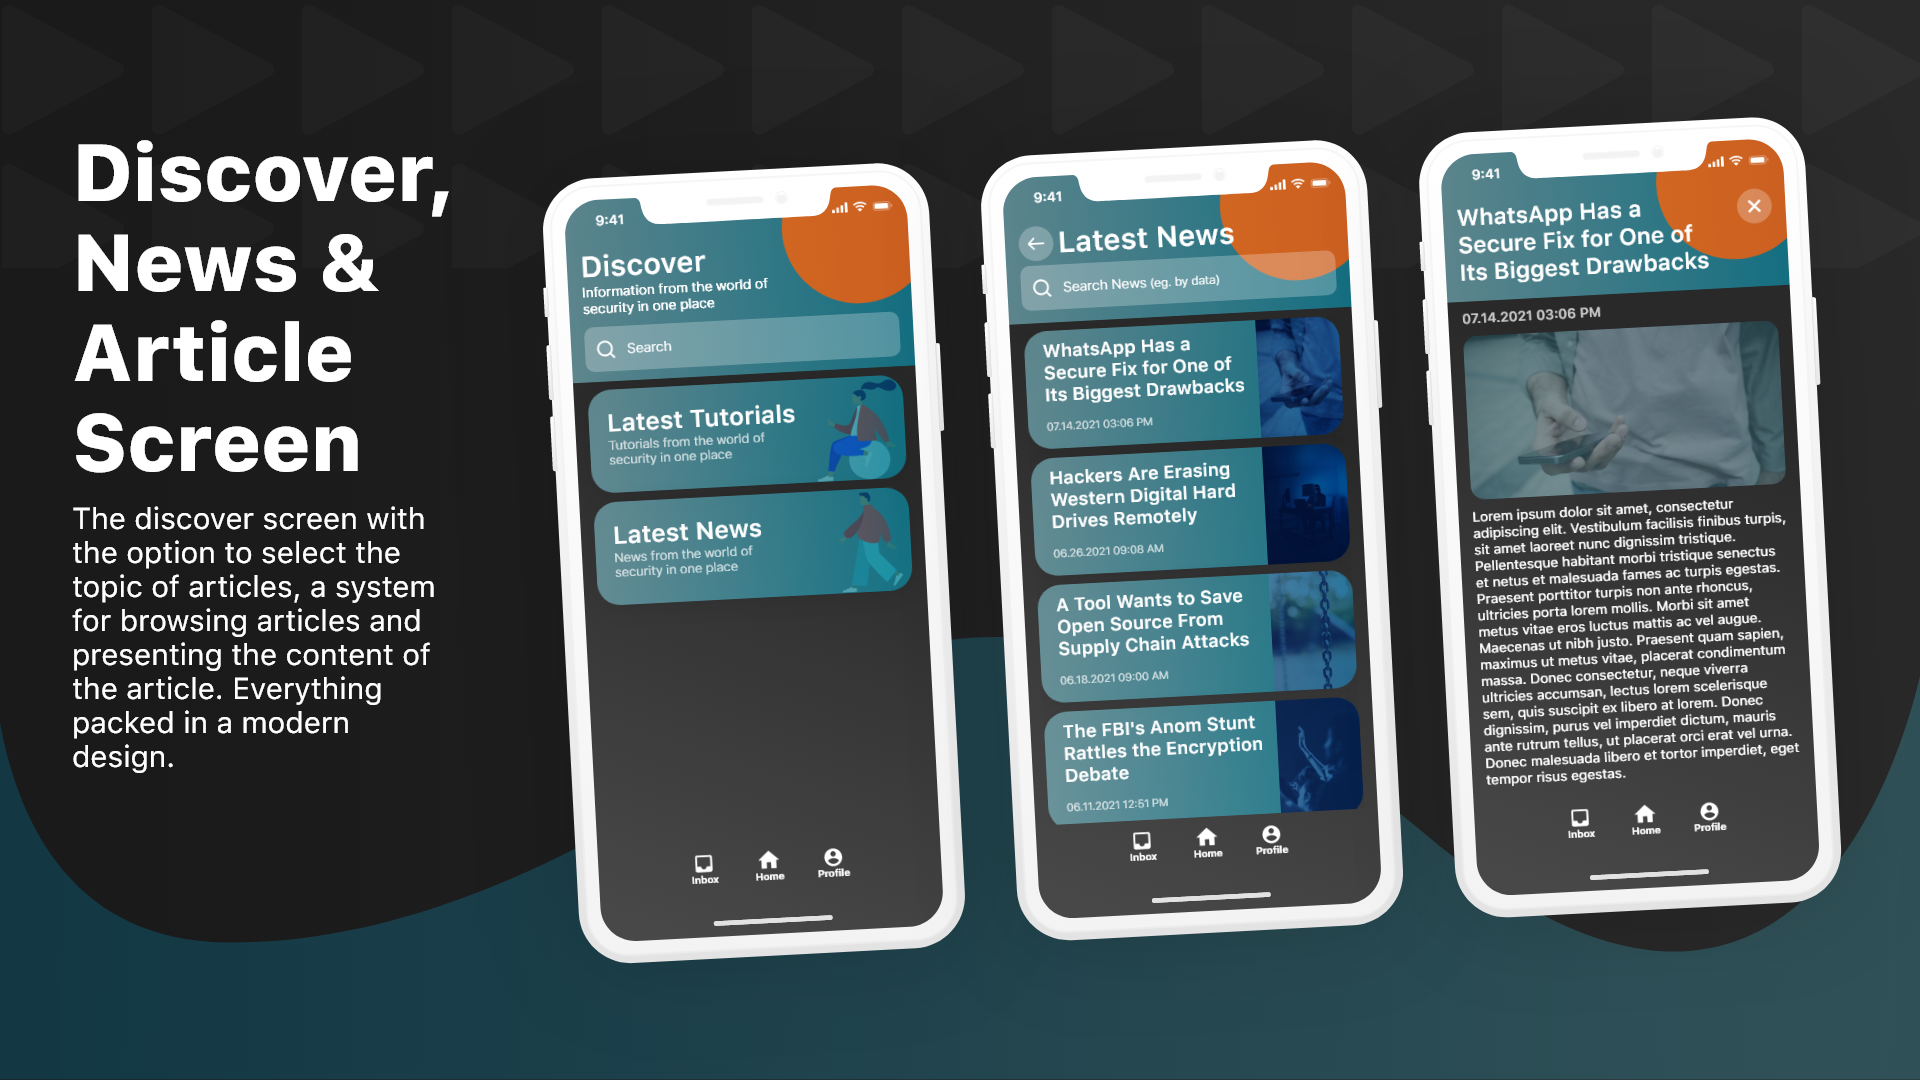 Discover,
News &
Article
Screen
The discover screen with
the option to select the
topic of articles, a system
for browsing articles and
presenting the content of
the article. Everything
packed in a modern
design.
9:41
Discover
Information from the world of
security in one place
Search
Latest Tutorials
Tutorials from the world of
security in one place
Latest News
News from the world of
security in one place
Inbox
Home
Profile
9:41
Latest News
Search News (eg. by data)
WhatsApp Has a
Secure Fix for One of
Its Biggest Drawbacks
07.14.2021 03:06 PM
Hackers Are Erasing
Western Digital Hard
Drives Remotely
06.26.2021 09:08 AM
A Tool Wants to Save
Open Source From
Supply Chain Attacks
06.18.2021 09:00 AM
The FBI's Anom Stunt
Rattles the Encryption
Debate
06.11.2021 12:51 PM
Inbox
Home
Profile
9:41
WhatsApp Has a
Secure Fix for One of
Its Biggest Drawbacks
07.14.2021 03:06 PM
Lorem ipsum dolor sit amet, consectetur
adipiscing elit. Vestibulum facilisis finibus turpis,
sit amet laoreet nunc dignissim tristique.
Pellentesque habitant morbi tristique senectus
et netus et malesuada fames ac turpis egestas.
Praesent porttitor turpis non ante rhoncus,
ultricies porta lorem mollis. Morbi sit amet
metus vitae eros luctus mattis ac vel augue.
Maecenas ut nibh justo. Praesent quam sapien,
maximus ut metus vitae, placerat condimentum
massa. Donec consectetur, neque viverra
ultricies accumsan, lectus lorem scelerisque
sem, quis suscipit ex libero at lorem. Donec
dignissim, purus vel imperdiet dictum, mauris
ante rutrum tellus, ut placerat orci erat vel urna.
Donec malesuada libero et tortor imperdiet, eget
tempor risus egestas.
Inbox
Home
Profile